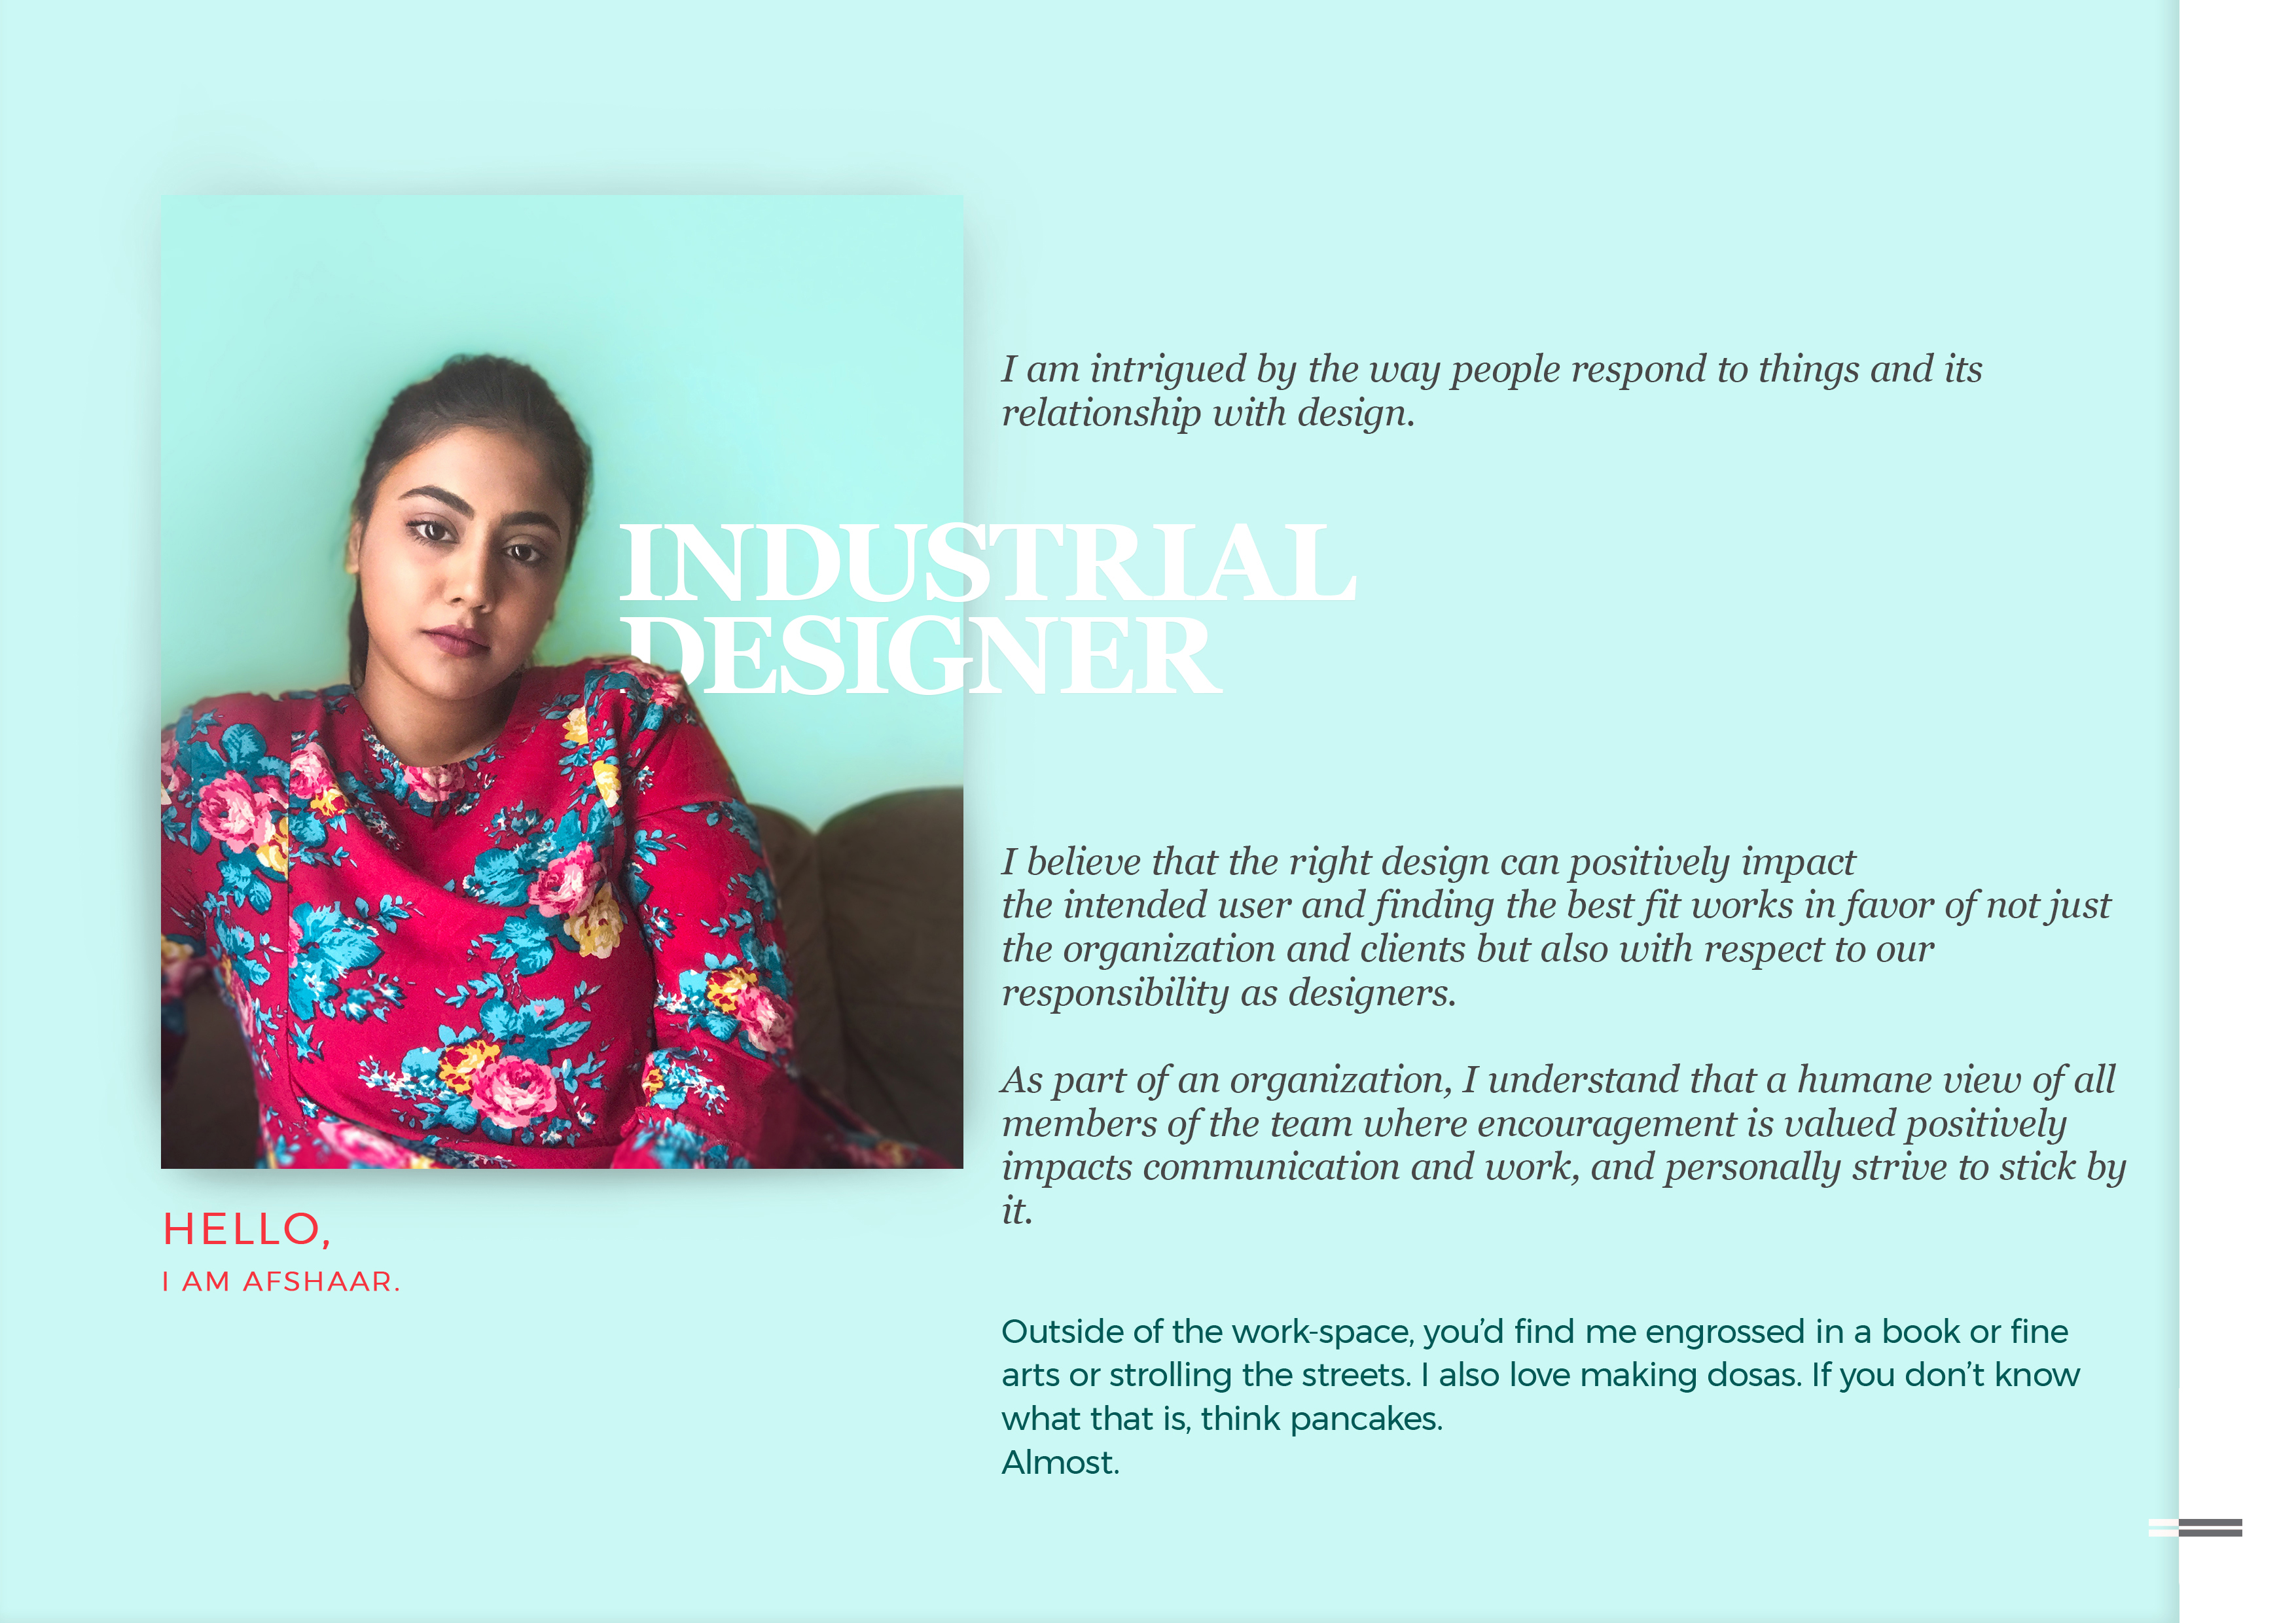 I am intrigued by the way people respond to things and its
relationship with design.
INDUSTRIAL
DESIGNER
I believe that the right design can positively impact
the intended user and finding the best fit works in favor of not just
the organization and clients but also with respect to our
responsibility as designers.
As part of an organization, I understand that a humane view of all
members of the team where encouragement is valued positively
impacts communication and work, and personally strive to stick by
it.
HELLO,
I AM AFSHAAR.
Outside of the work-space, you’d find me engrossed in a book or fine
arts or strolling the streets. I also love making dosas. If you don’t know
what that is, think pancakes.
Almost.